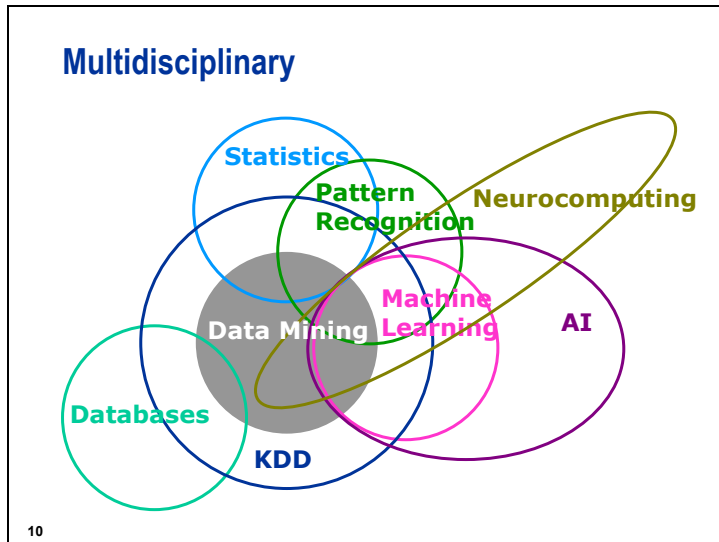 Multidisciplinary
Statistics
Pattern
Recognition
Neurocomputing
Machine
Learning
Data Mining
AI
Databases
KDD
10